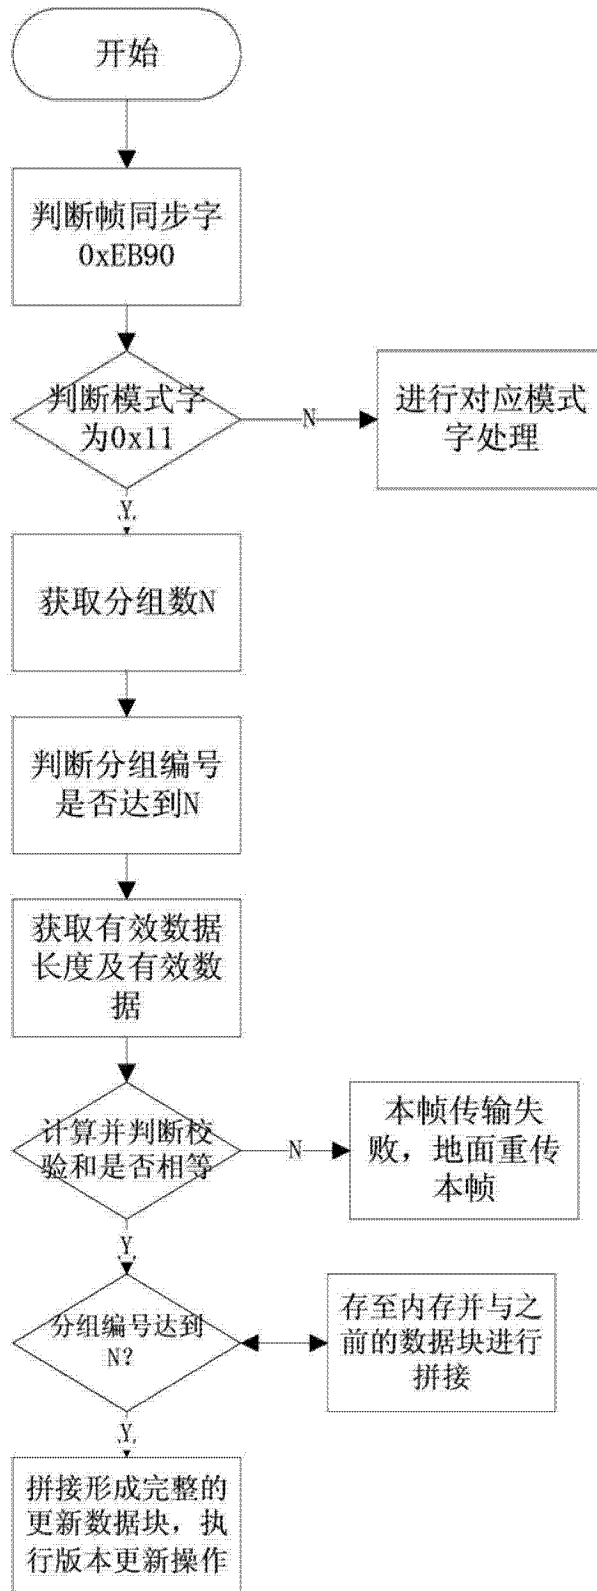 开始
判断帧同步字
0xEB90
判断模式字
为0x11
N
进行对应模式
字处理
Y
获取分组数N
判断分组编号
是否达到N
获取有效数据
长度及有效数
据
计算并判断校
验和是否相等
N
本帧传输失
败，地面重传
本帧
Y
分组编号达到
N？
存至内存并与之
前的数据块进行
拼接
Y
拼接形成完整的
更新数据块，执
行版本更新操作